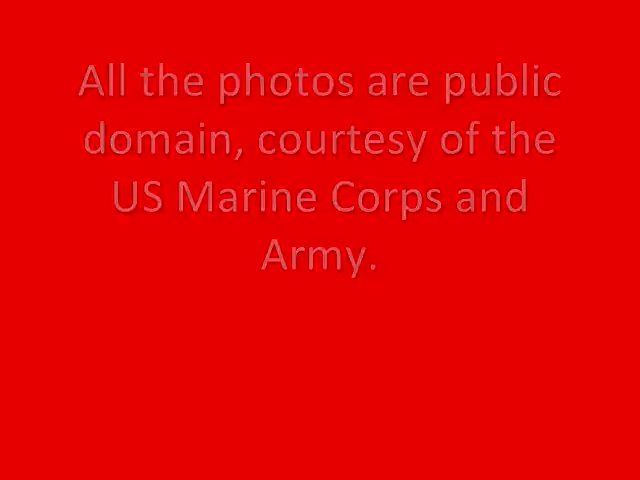 All the photos are public
domain, courtesy of the
US Marine Corps and
Army.